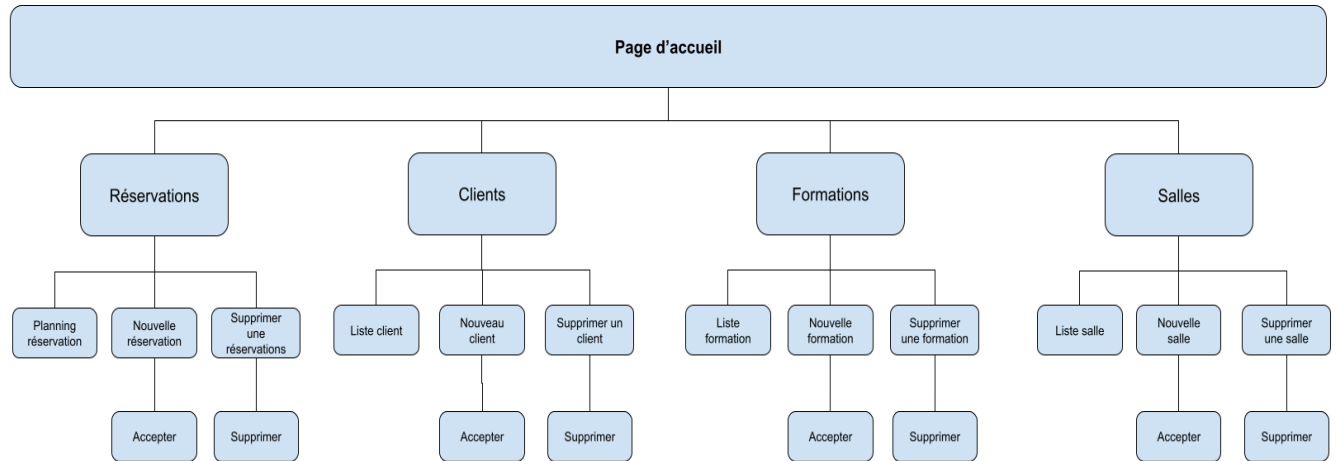 Page d'accueil
Réservations
Clients
Formations
Salles
Planning
réservation
Nouvelle
réservation
Supprimer
une
réservations
Liste client
Nouveau
client
Supprimer un
client
Liste
formation
Nouvelle
formation
Supprimer
une formation
Liste salle
Nouvelle
salle
Supprimer
une salle
Accepter
Supprimer
Accepter
Supprimer
Accepter
Supprimer
Accepter
Supprimer